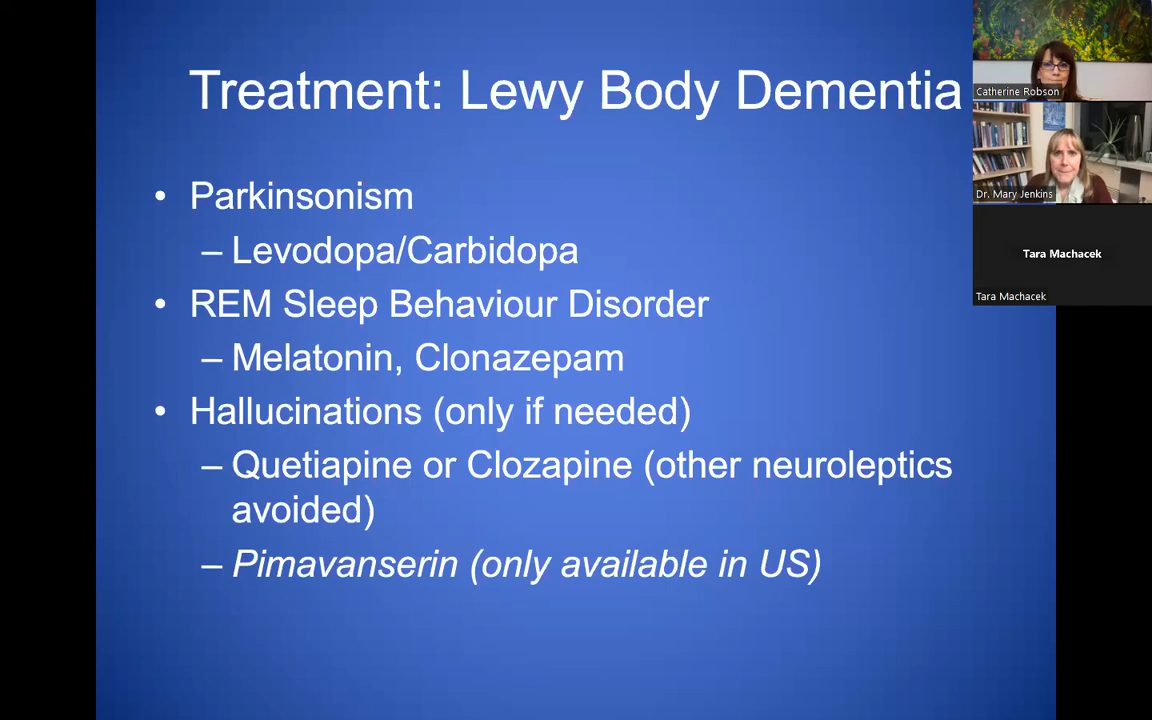 Treatment: Lewy Body Dementia
• Parkinsonism
– Levodopa/Carbidopa
• REM Sleep Behaviour Disorder
– Melatonin, Clonazepam
• Hallucinations (only if needed)
– Quetiapine or Clozapine (other neuroleptics
avoided)
– Pimavanserin (only available in US)
Catherine Robson
Dr. Mary Jenkins
Tara Machacek
Tara Machacek